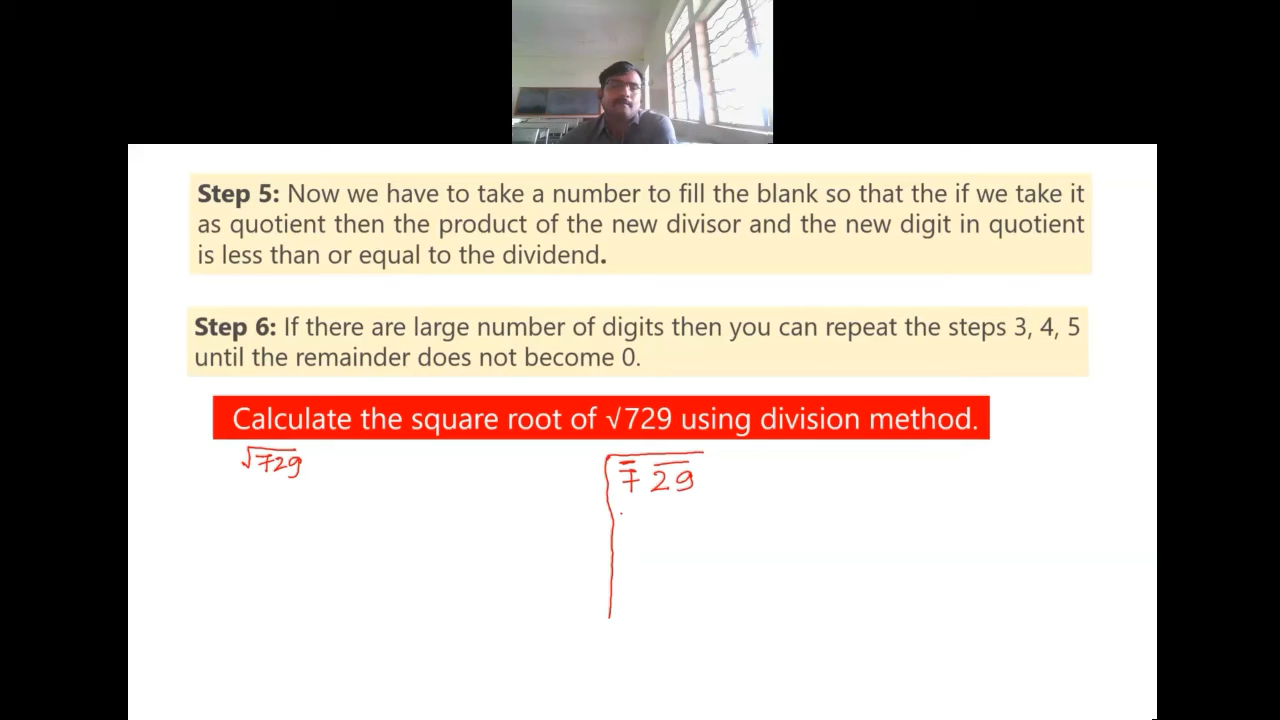 Step 5: Now we have to take a number to fill the blank so that the if we take it
as quotient then the product of the new divisor and the new digit in quotient
is less than or equal to the dividend.
Step 6: If there are large number of digits then you can repeat the steps 3, 4, 5
until the remainder does not become 0.
Calculate the square root of √729 using division method.
√729
7 29